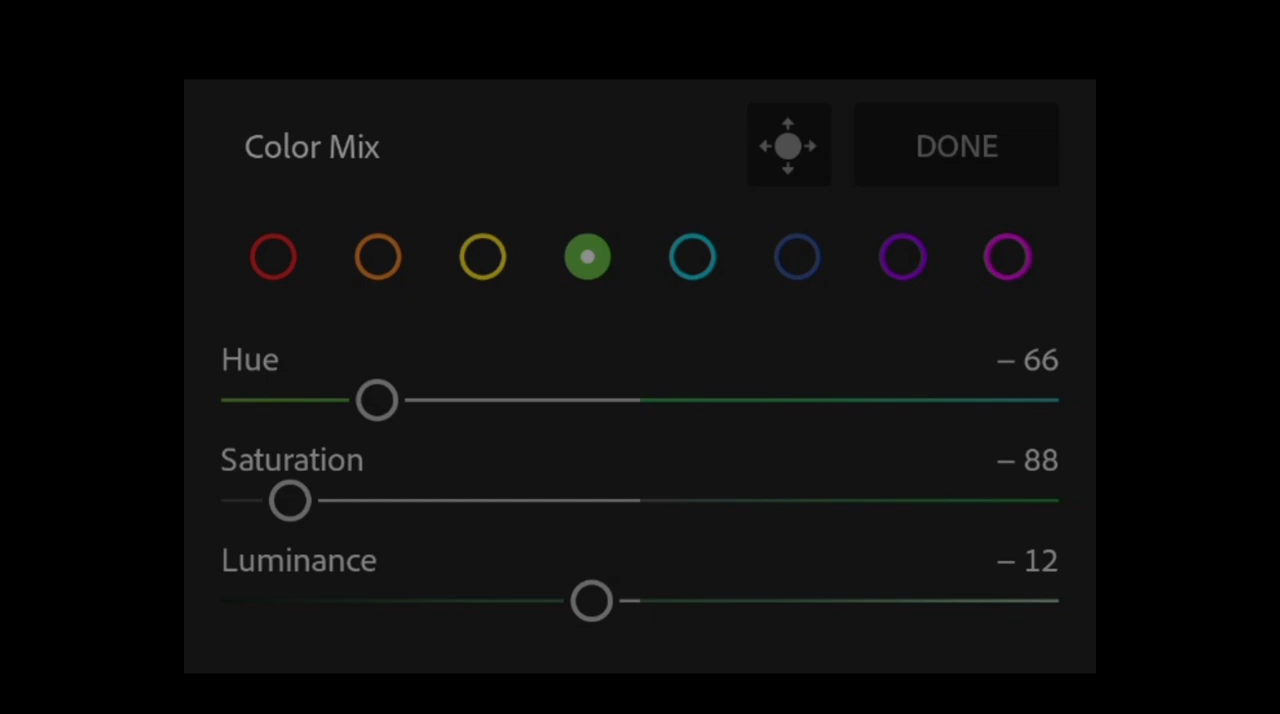 Color Mix
DONE
Hue – 66
Saturation – 88
Luminance – 12